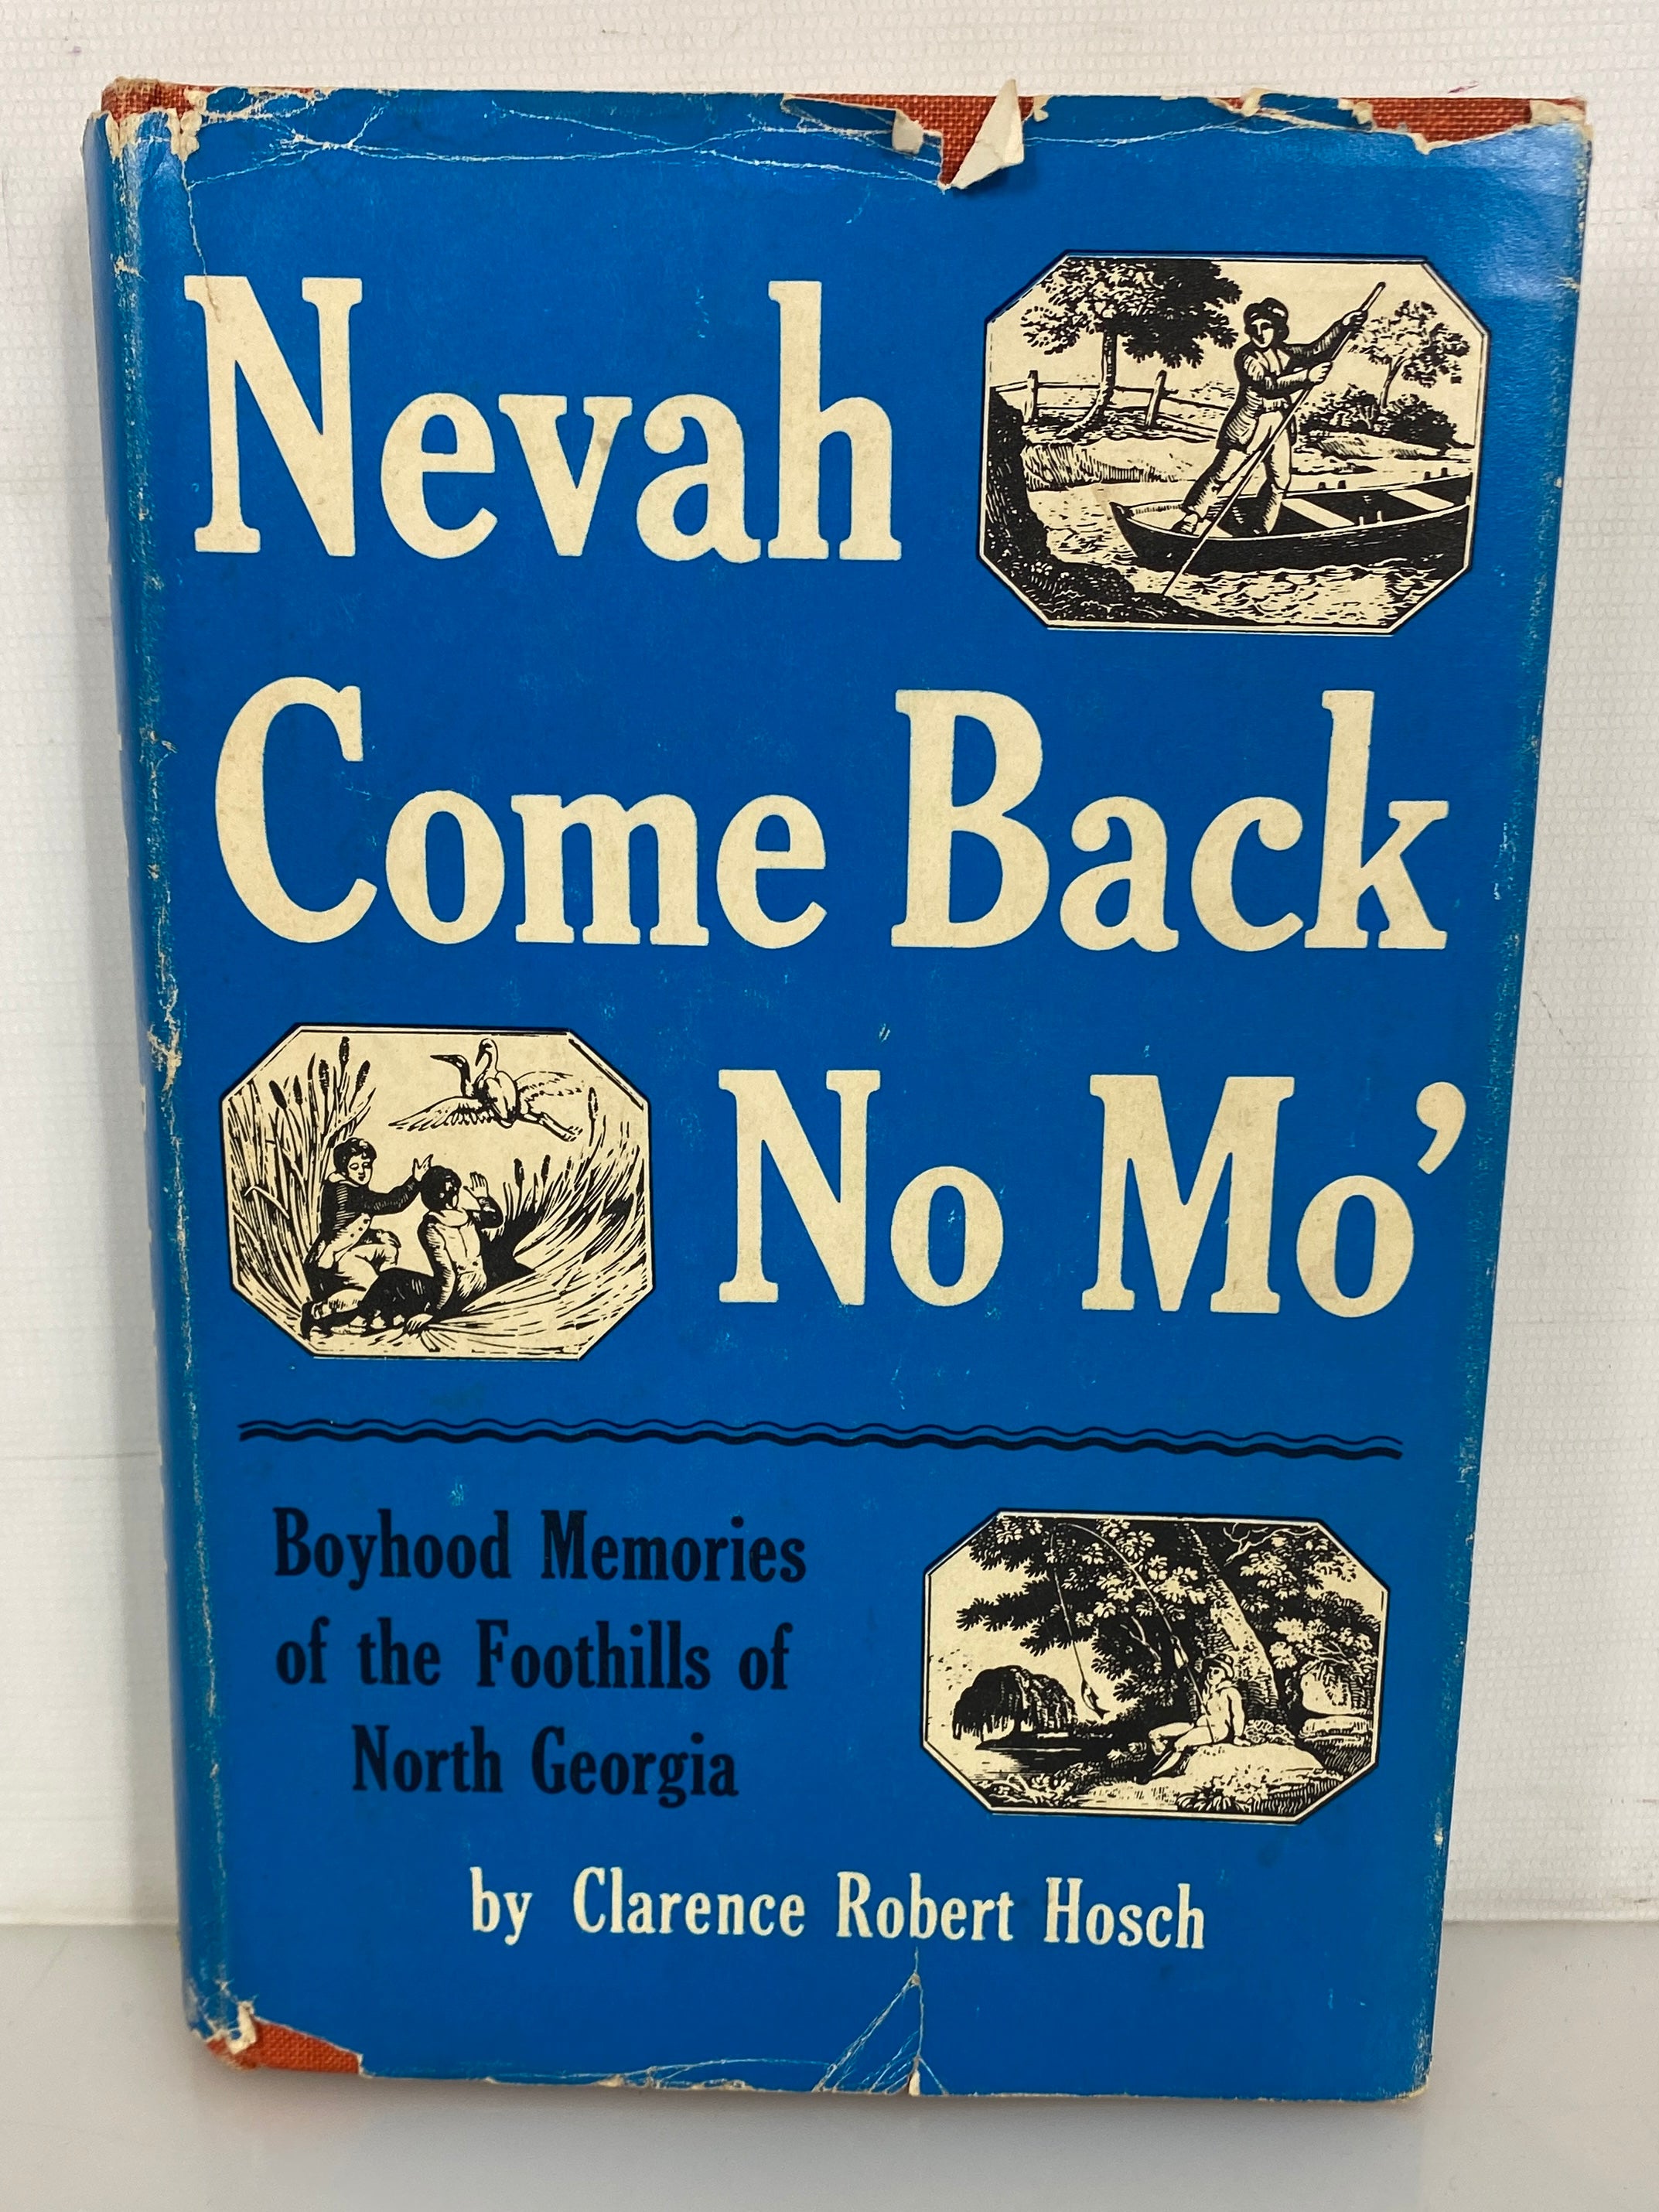 Nevah
Come Back
No Mo’
Boyhood Memories
of the Foothills of
North Georgia
by Clarence Robert Hosch